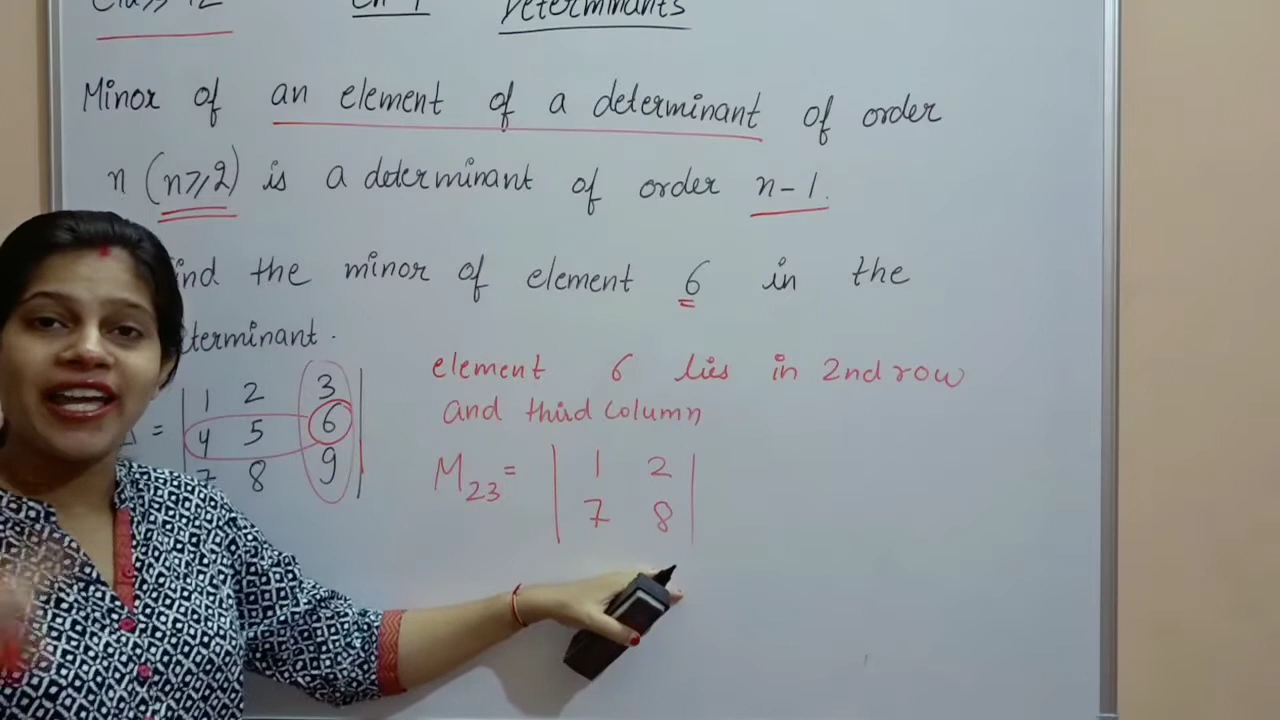 Class 12 Ch-4 Determinants
Minor of an element of a determinant of order
n (n≥2) is a determinant of order n-1.
ind the minor of element 6 in the
terminant.
element 6 lies in 2nd row
and third column
1 2 3
Δ = 4 5 6
7 8 9
M23 = | 1 2 |
| 7 8 |